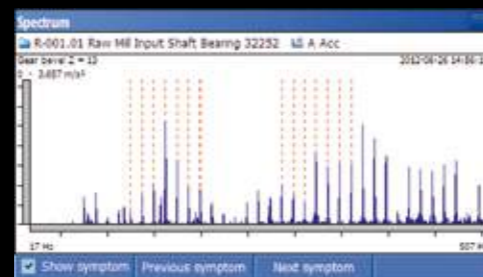 Spectrum
R-001.01 Raw Mill Input Shaft Bearing 32252 A Acc
Gear bevel Z = 13
0 - 3.687 m/s²
17 Hz
Show symptom Previous symptom Next symptom